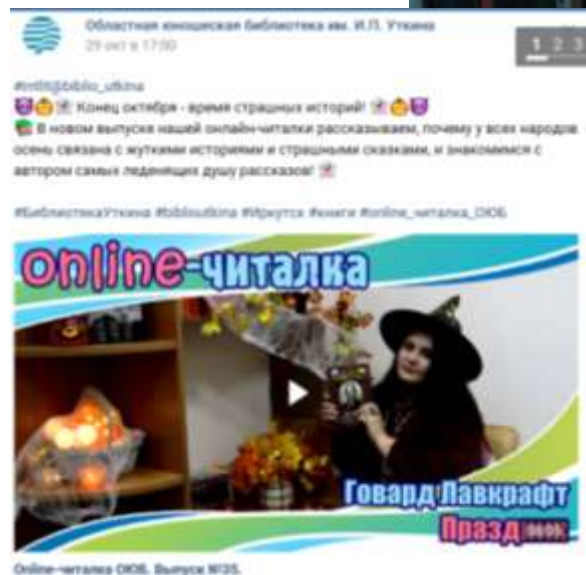 Областная юношеская библиотека им. И.П. Уткина
29 окт в 17:00
1 2 3
Конец октября - время страшных историй!
В новом выпуске нашей онлайн-читалки рассказываем, почему у всех народов
осень связана с жуткими историями и страшными сказками, и знакомимся с
автором самых леденящих душу рассказов!
#БиблиотекаУткина #biblioutkina #Иркутск #книги #online_читалка_ОЮБ
online-читалка
Говард Лавкрафт
Празд
Online-читалка ОЮБ. Выпуск №35.